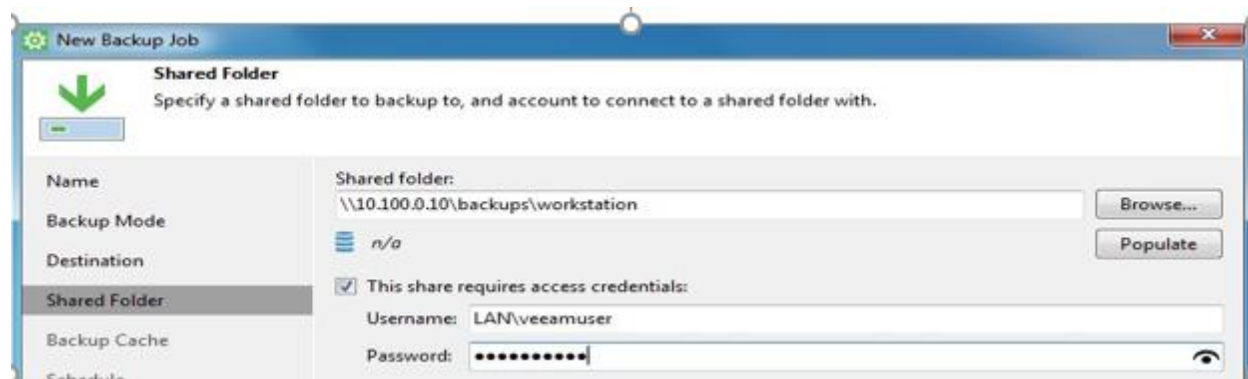 New Backup Job
Shared Folder
Specify a shared folder to backup to, and account to connect to a shared folder with.
Name
Backup Mode
Destination
Shared Folder
Backup Cache
Schedule
Shared folder:
\\10.100.0.10\backups\workstation
Browse...
n/a
Populate
This share requires access credentials:
Username: LAN\veeamuser
Password: ●●●●●●●●●●